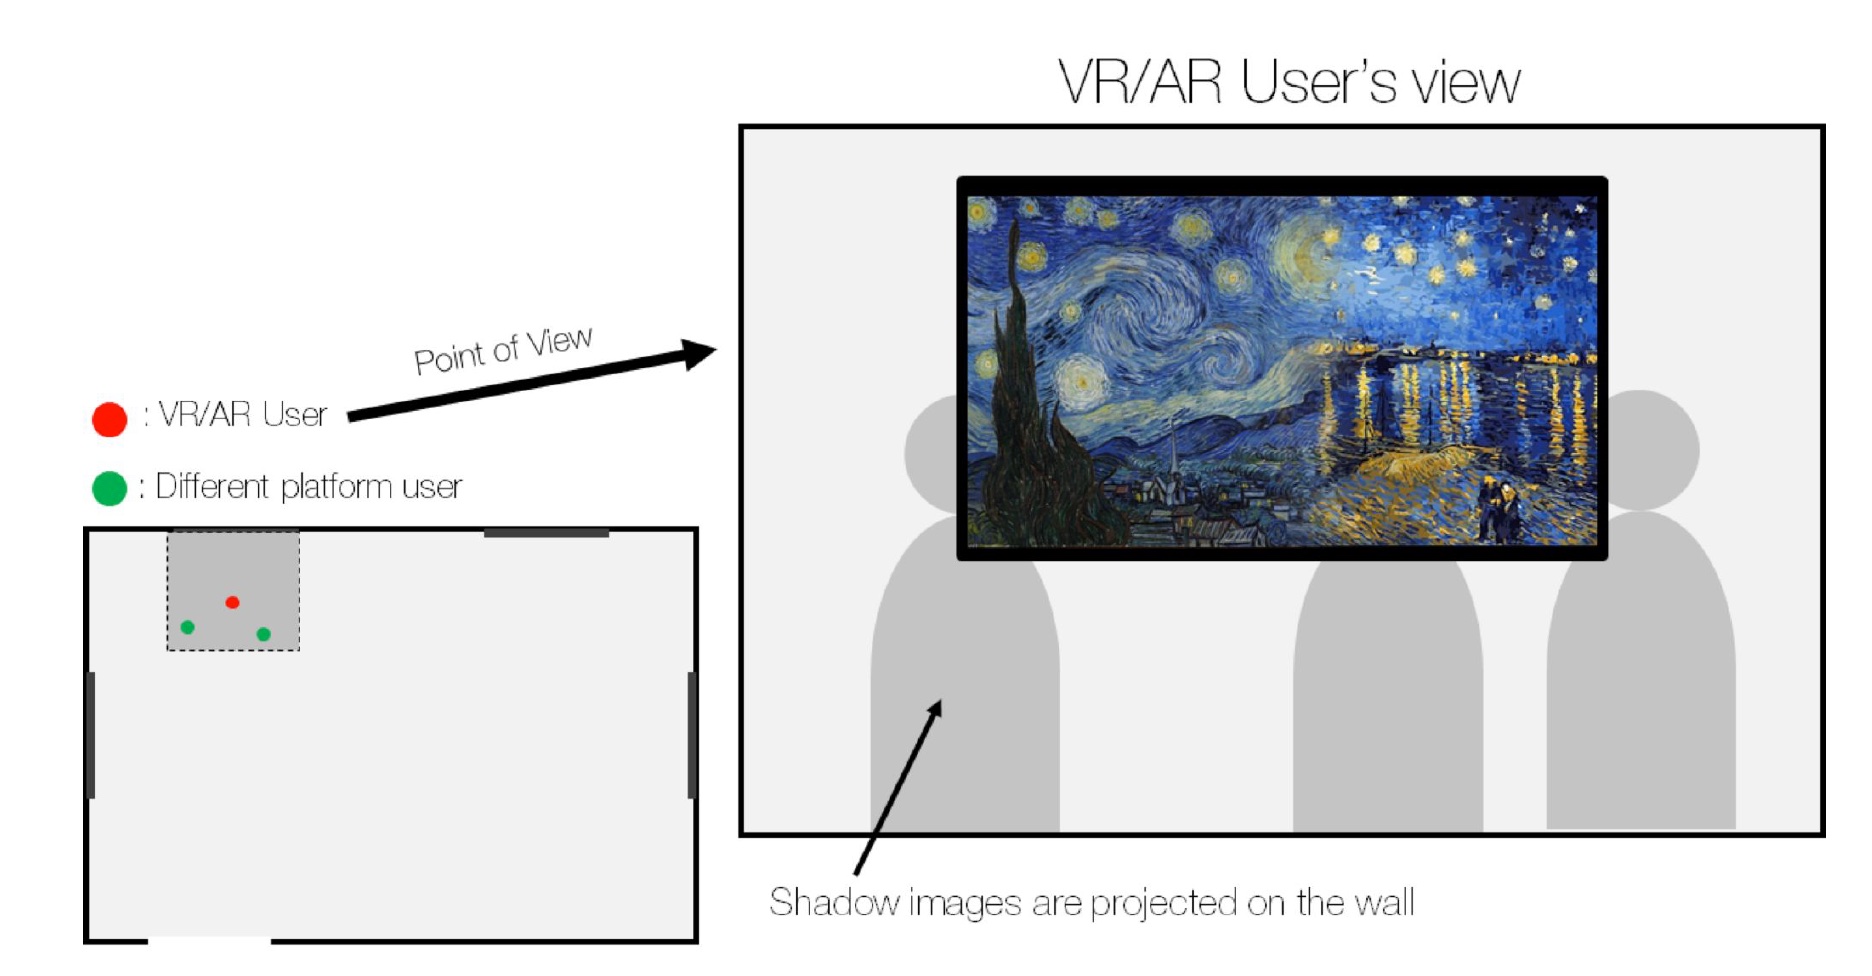 VR/AR User's view
Point of View
: VR/AR User
: Different platform user
Shadow images are projected on the wall